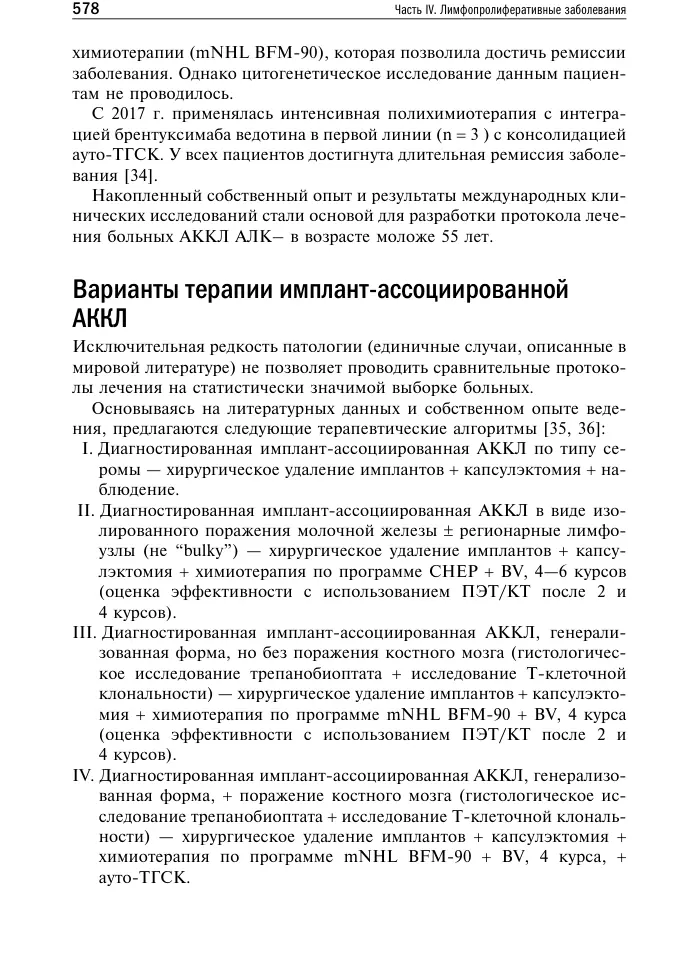 578
Часть IV. Лимфопролиферативные заболевания
химиотерапии (mNHL BFM-90), которая позволила достичь ремиссии
заболевания. Однако цитогенетическое исследование данным пациен-
там не проводилось.
С 2017 г. применялась интенсивная полихимиотерапия с интегра-
цией брентуксимаба ведотина в первой линии (n = 3 ) с консолидацией
ауто-ТГСК. У всех пациентов достигнута длительная ремиссия заболе-
вания [34].
Накопленный собственный опыт и результаты международных кли-
нических исследований стали основой для разработки протокола лече-
ния больных АККЛ АЛК− в возрасте моложе 55 лет.
Варианты терапии имплант-ассоциированной
АККЛ
Исключительная редкость патологии (единичные случаи, описанные в
мировой литературе) не позволяет проводить сравнительные протоко-
лы лечения на статистически значимой выборке больных.
Основываясь на литературных данных и собственном опыте веде-
ния, предлагаются следующие терапевтические алгоритмы [35, 36]:
I. Диагностированная имплант-ассоциированная АККЛ по типу се-
ромы — хирургическое удаление имплантов + капсулэктомия + на-
блюдение.
II. Диагностированная имплант-ассоциированная АККЛ в виде изо-
лированного поражения молочной железы ± регионарные лимфо-
узлы (не “bulky”) — хирургическое удаление имплантов + капсу-
лэктомия + химиотерапия по программе CHEP + BV, 4—6 курсов
(оценка эффективности с использованием ПЭТ/КТ после 2 и
4 курсов).
III. Диагностированная имплант-ассоциированная АККЛ, генерали-
зованная форма, но без поражения костного мозга (гистологичес-
кое исследование трепанобиоптата + исследование Т-клеточной
клональности) — хирургическое удаление имплантов + капсулэкто-
мия + химиотерапия по программе mNHL BFM-90 + BV, 4 курса
(оценка эффективности с использованием ПЭТ/КТ после 2 и
4 курсов).
IV. Диагностированная имплант-ассоциированная АККЛ, генерализо-
ванная форма, + поражение костного мозга (гистологическое ис-
следование трепанобиоптата + исследование Т-клеточной клональ-
ности) — хирургическое удаление имплантов + капсулэктомия +
химиотерапия по программе mNHL BFM-90 + BV, 4 курса, +
ауто-ТГСК.